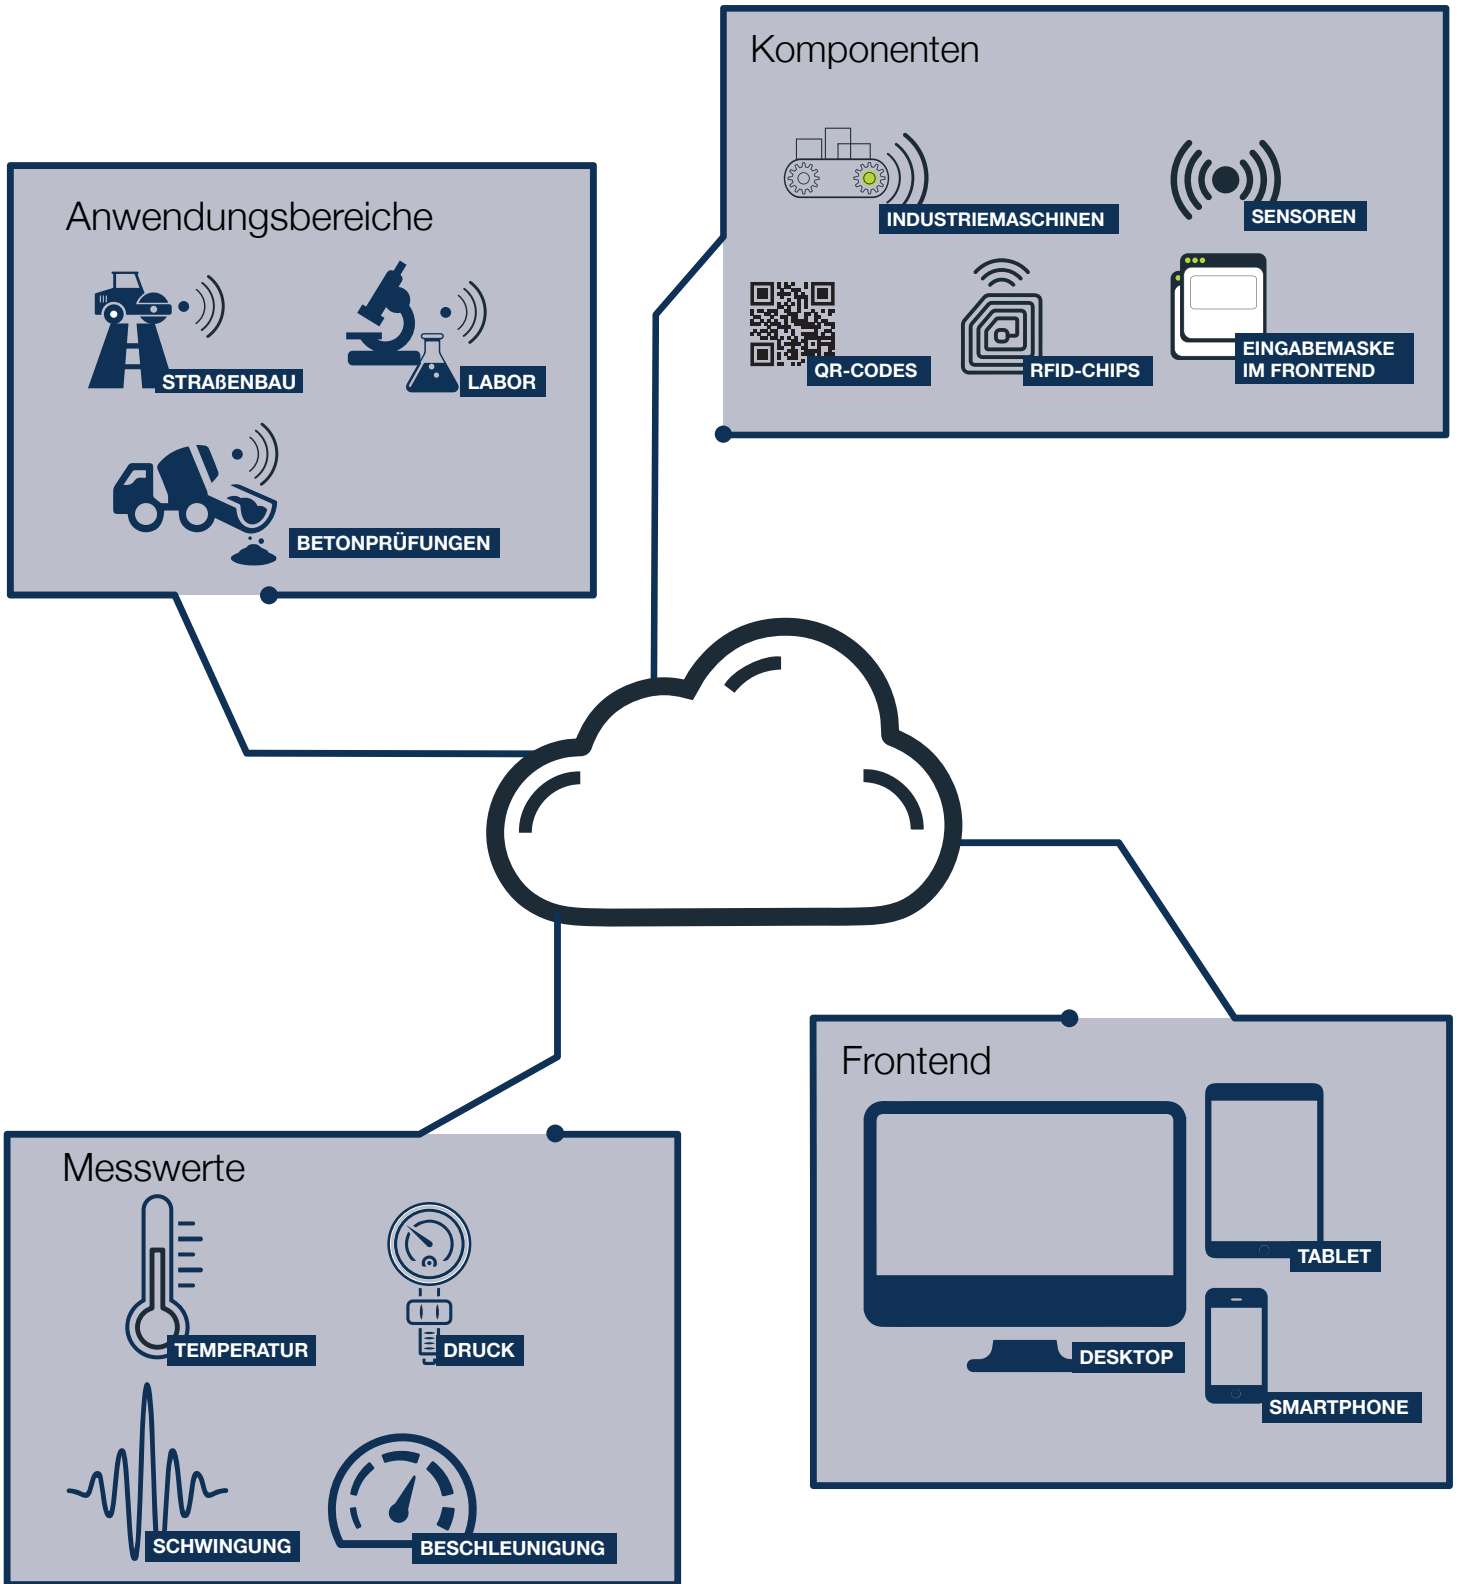 Komponenten
INDUSTRIEMASCHINEN
SENSOREN
QR-CODES
RFID-CHIPS
EINGABEMASKE
IM FRONTEND
Anwendungsbereiche
STRAßENBAU
LABOR
BETONPRÜFUNGEN
Frontend
TABLET
DESKTOP
SMARTPHONE
Messwerte
TEMPERATUR
DRUCK
SCHWINGUNG
BESCHLEUNIGUNG